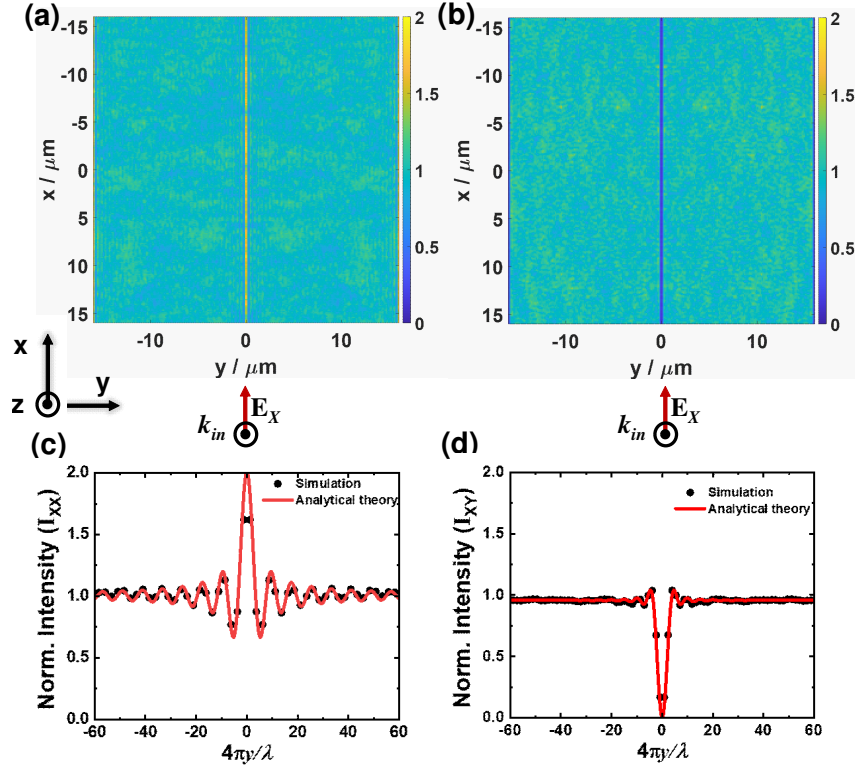 (a)
-15
-10
-5
0
5
10
15
x / μm
-10 0 10
y / μm
2
1.5
1
0.5
0
(b)
-15
-10
-5
0
5
10
15
x / μm
-10 0 10
y / μm
2
1.5
1
0.5
0
x
y
z
k_in E_X
k_in E_X
(c)
Simulation
Analytical theory
2.0
1.5
1.0
0.5
0.0
Norm. Intensity (I_XX)
-60 -40 -20 0 20 40 60
4πy/λ
(d)
Simulation
Analytical theory
2.0
1.5
1.0
0.5
0.0
Norm. Intensity (I_XY)
-60 -40 -20 0 20 40 60
4πy/λ